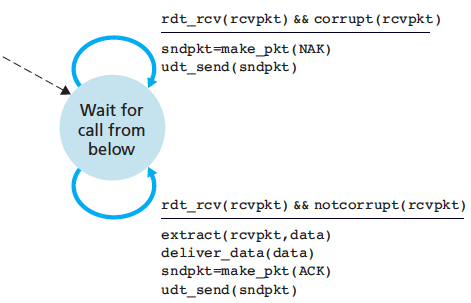 rdt_rcv(rcvpkt) && corrupt(rcvpkt)
sndpkt=make_pkt(NAK)
udt_send(sndpkt)
Wait for
call from
below
rdt_rcv(rcvpkt) && notcorrupt(rcvpkt)
extract(rcvpkt,data)
deliver_data(data)
sndpkt=make_pkt(ACK)
udt_send(sndpkt)